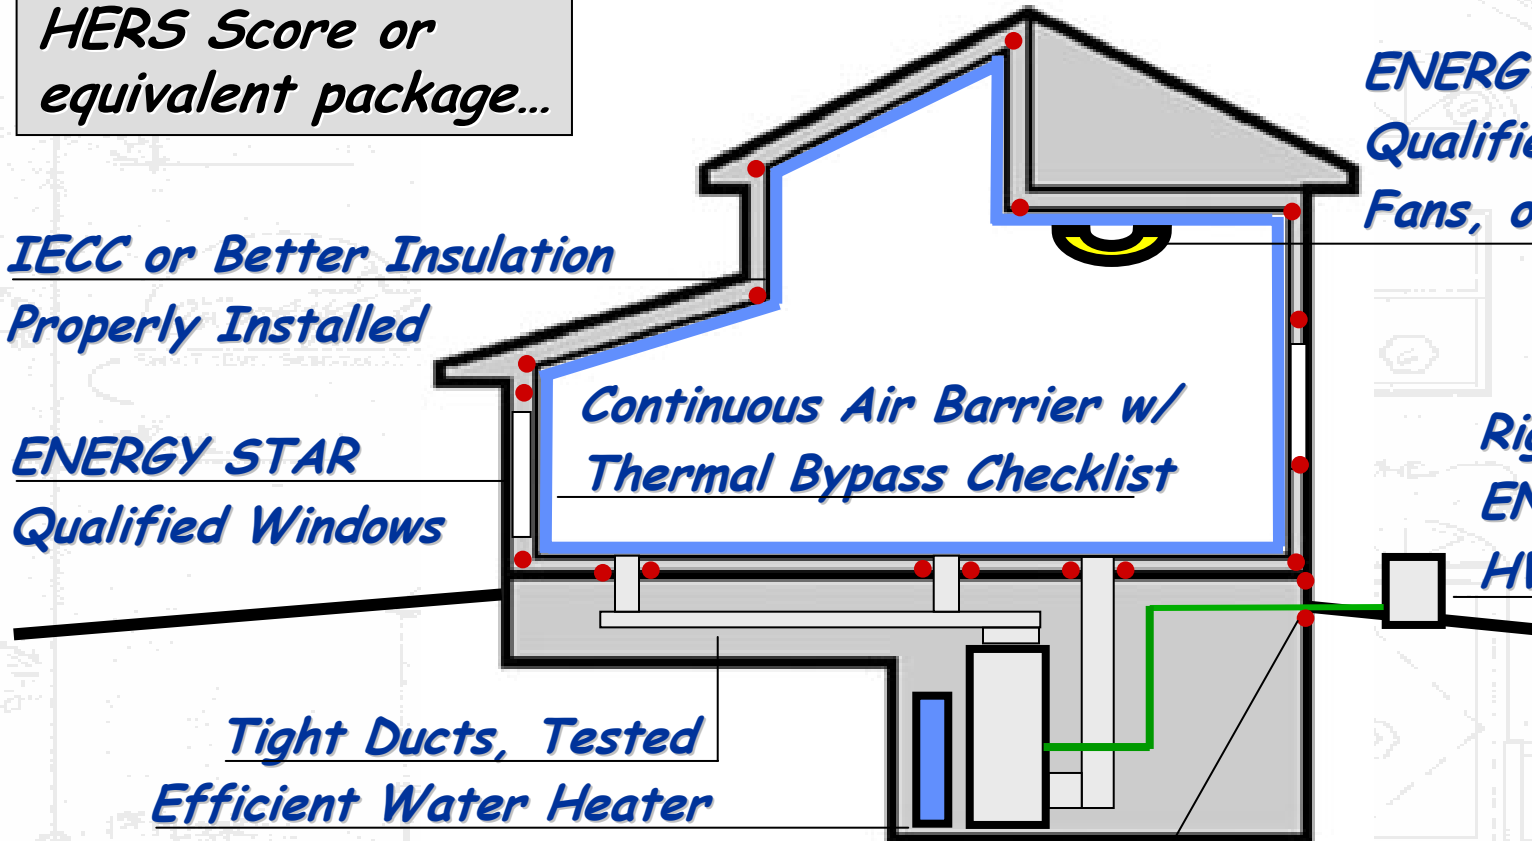 HERS Score or
equivalent package...
IECC or Better Insulation
Properly Installed
ENERGY STAR
Qualified Windows
Continuous Air Barrier w/
Thermal Bypass Checklist
Tight Ducts, Tested
Efficient Water Heater
Fans,